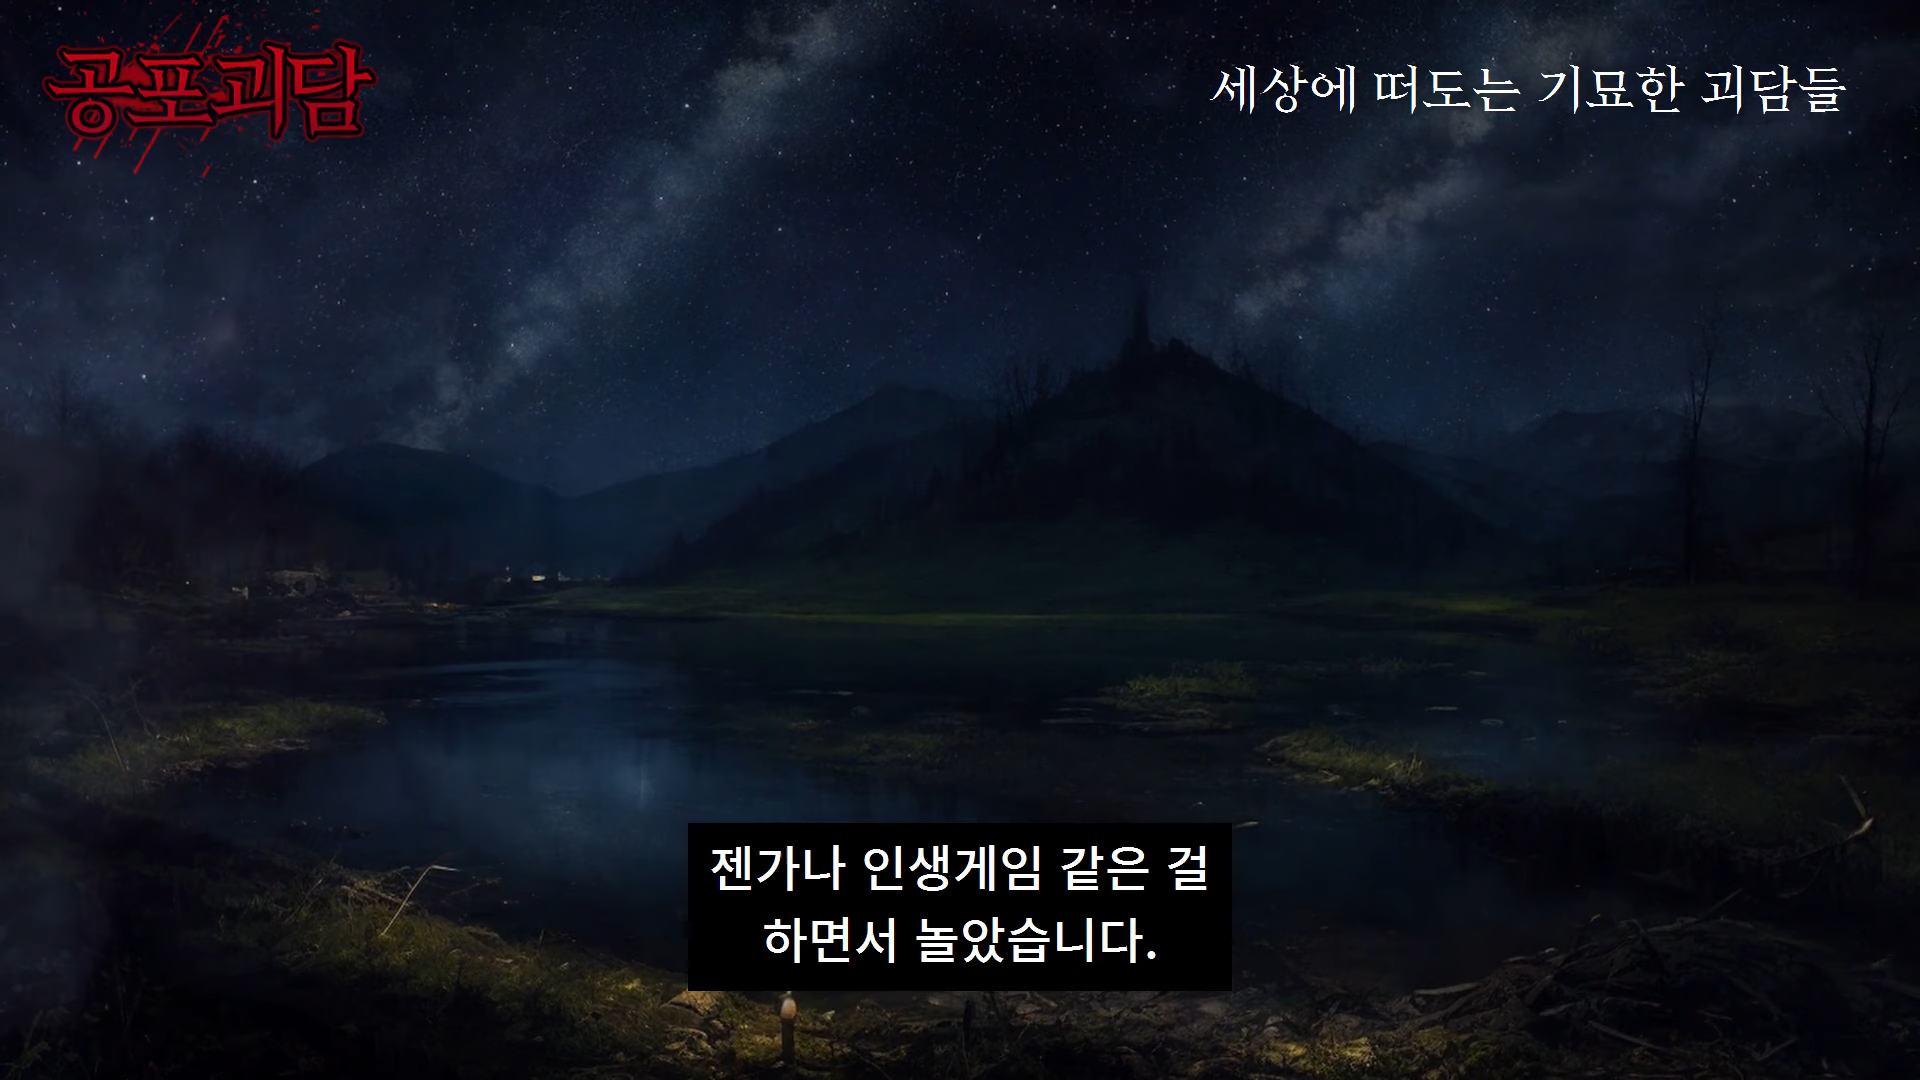 공포괴담
세상에 떠도는 기묘한 괴담들
젠가나 인생게임 같은 걸
하면서 놀았습니다.